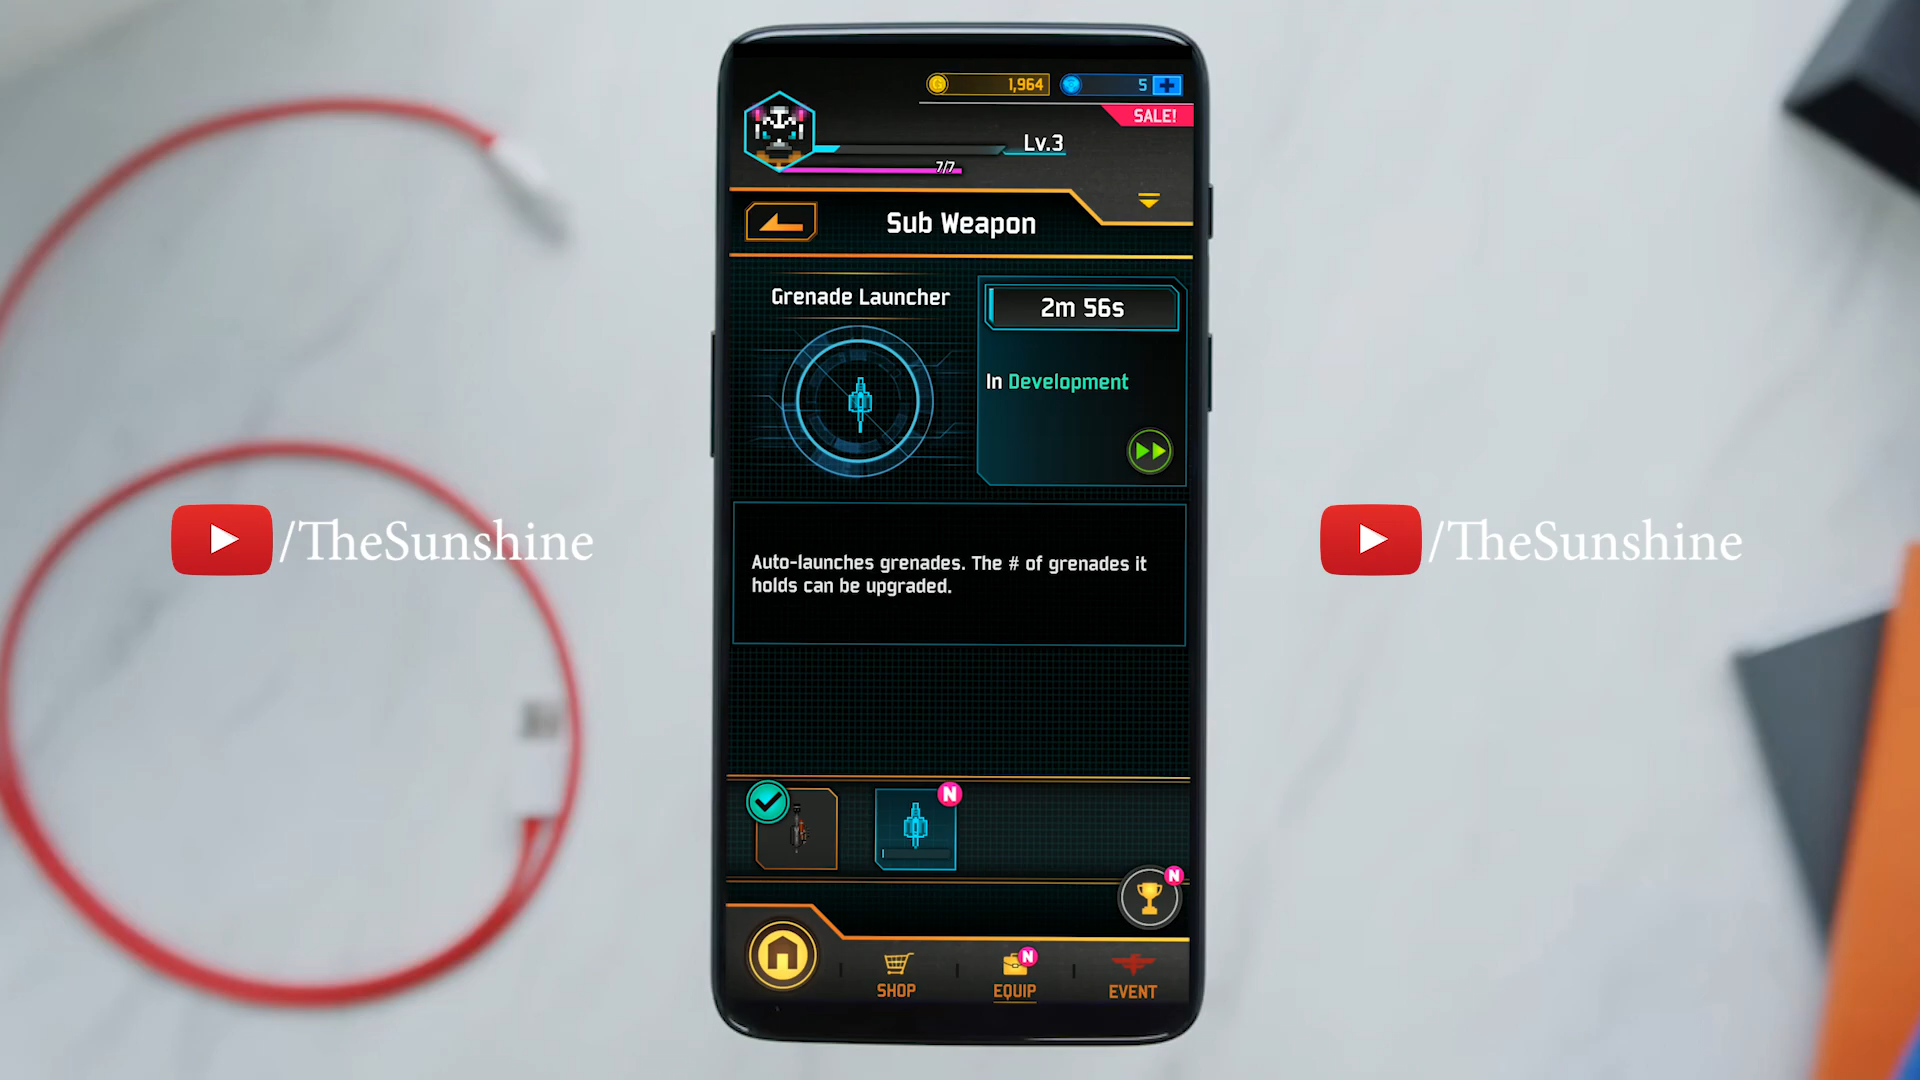 1,964
5
SALE!
Lv.3
7/7
Sub Weapon
Grenade Launcher
2m 56s
In Development
/TheSunshine
/TheSunshine
Auto-launches grenades. The # of grenades it
holds can be upgraded.
N
N
N
SHOP
EQUIP
EVENT